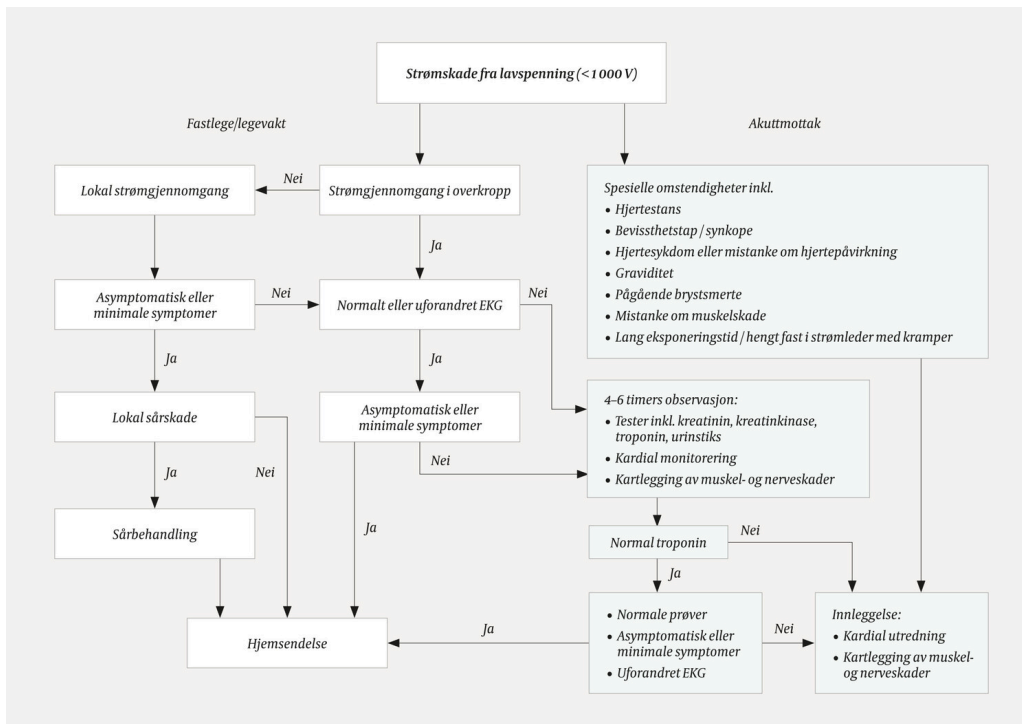 Strømskade fra lavspenning (<1000 V)
Fastlege/legevakt
Akuttmottak
Lokal strømgjennomgang
Nei
Strømgjennomgang i overkropp
Spesielle omstendigheter inkl.
• Hjertestans
• Bevissthetstap / synkope
• Hjertesykdom eller mistanke om hjertepåvirkning
• Graviditet
• Pågående brystsmerte
• Mistanke om muskelskade
• Lang eksponeringstid / hengt fast i strømleder med kramper
Ja
Asymptomatisk eller
minimale symptomer
Nei
Normalt eller uforandret EKG
Nei
Ja
Ja
Lokal sårskade
Asymptomatisk eller
minimale symptomer
4–6 timers observasjon:
• Tester inkl. kreatinin, kreatinkinase,
troponin, urinstiks
• Kardial monitorering
• Kartlegging av muskel- og nerveskader
Ja
Nei
Nei
Sårbehandling
Ja
Normal troponin
Nei
Ja
Hjemsendelse
Ja
• Normale prøver
• Asymptomatisk eller
minimale symptomer
• Uforandret EKG
Nei
Innleggelse:
• Kardial utredning
• Kartlegging av muskel-
og nerveskader